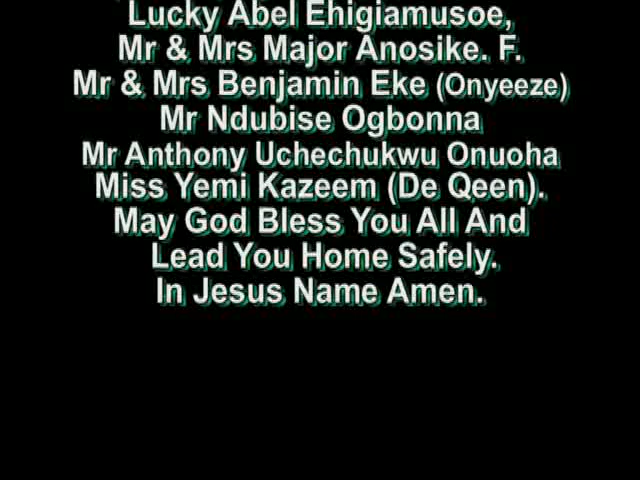 Lucky Abel Ehigiamusoe,
Mr & Mrs Major Anosike. F.
Mr & Mrs Benjamin Eke (Onyeeze)
Mr Ndubise Ogbonna
Mr Anthony Uchechukwu Onuoha
Miss Yemi Kazeem (De Qeen).
May God Bless You All And
Lead You Home Safely.
In Jesus Name Amen.